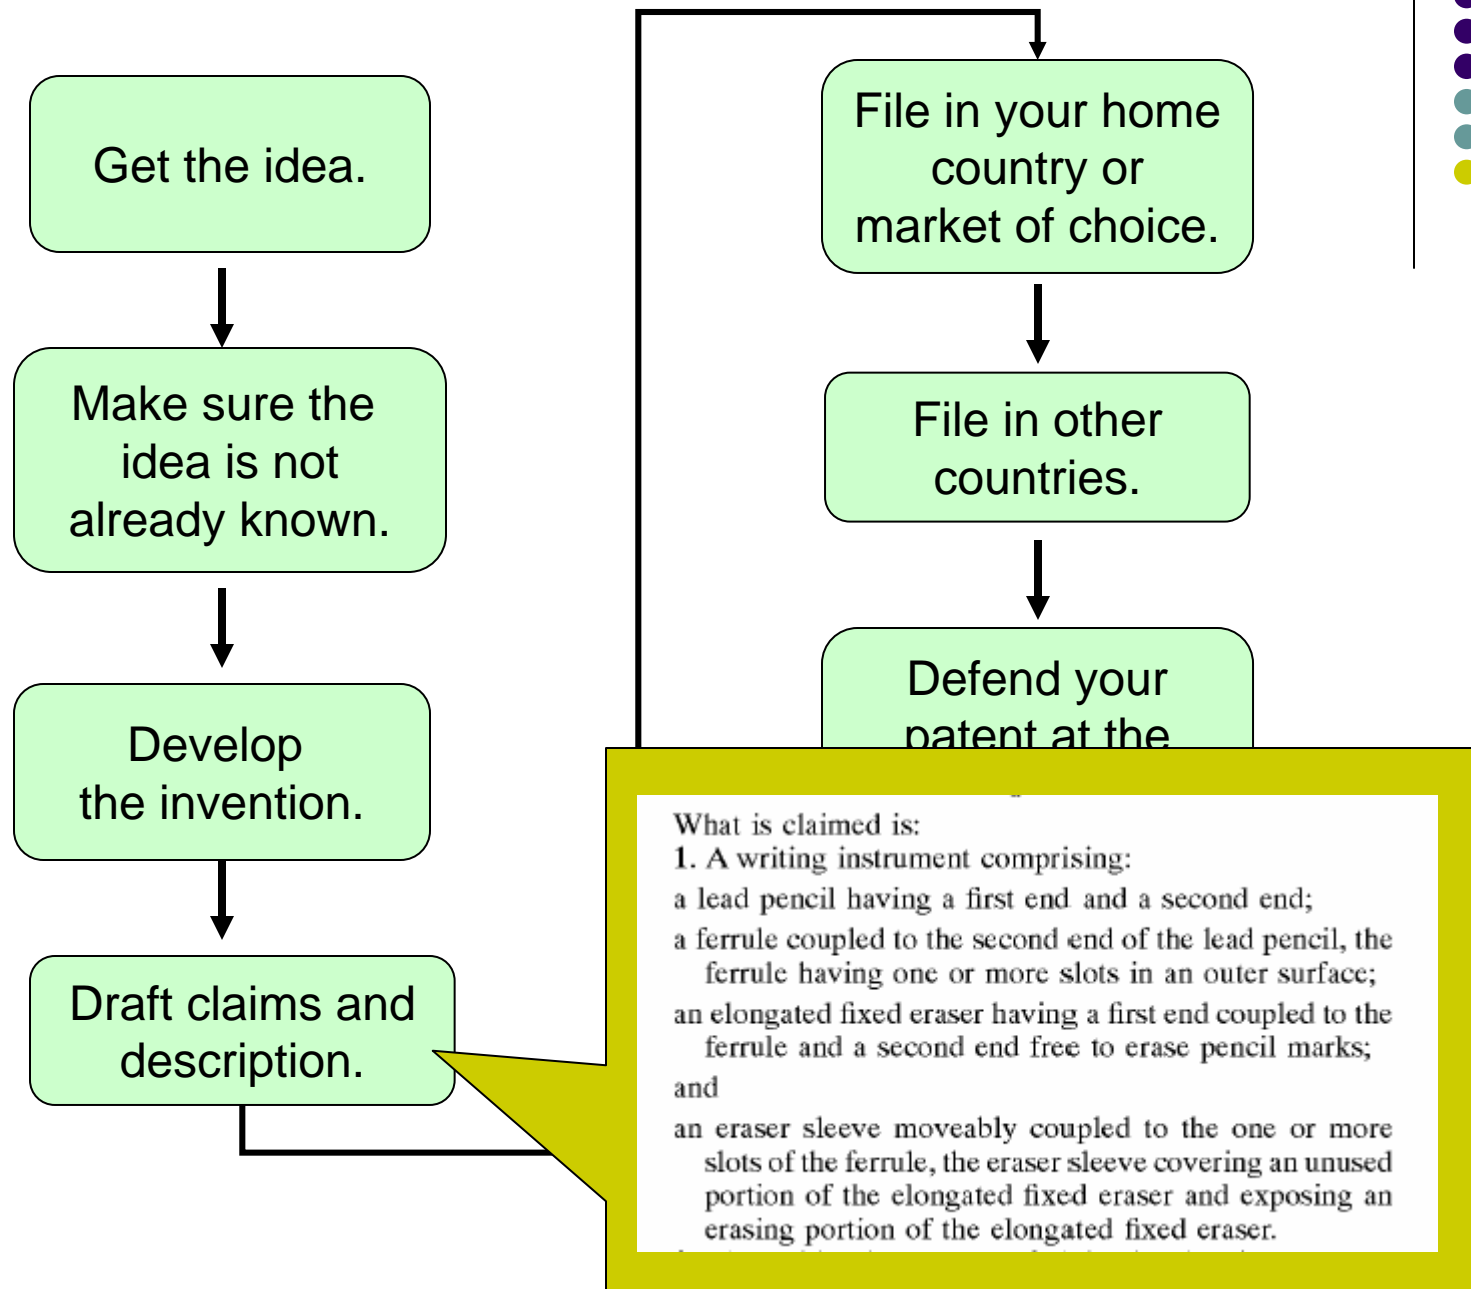 Get the idea.
Make sure the
idea is not
already known.
Develop
the invention.
Draft claims and
description.
File in your home
country or
market of choice.
File in other
countries.
Defend your
patent at the
What is claimed is:
1. A writing instrument comprising:
a lead pencil having a first end and a second end;
a ferrule coupled to the second end of the lead pencil, the
ferrule having one or more slots in an outer surface;
an elongated fixed eraser having a first end coupled to the
ferrule and a second end free to erase pencil marks;
and
an eraser sleeve moveably coupled to the one or more
slots of the ferrule, the eraser sleeve covering an unused
portion of the elongated fixed eraser and exposing an
erasing portion of the elongated fixed eraser.